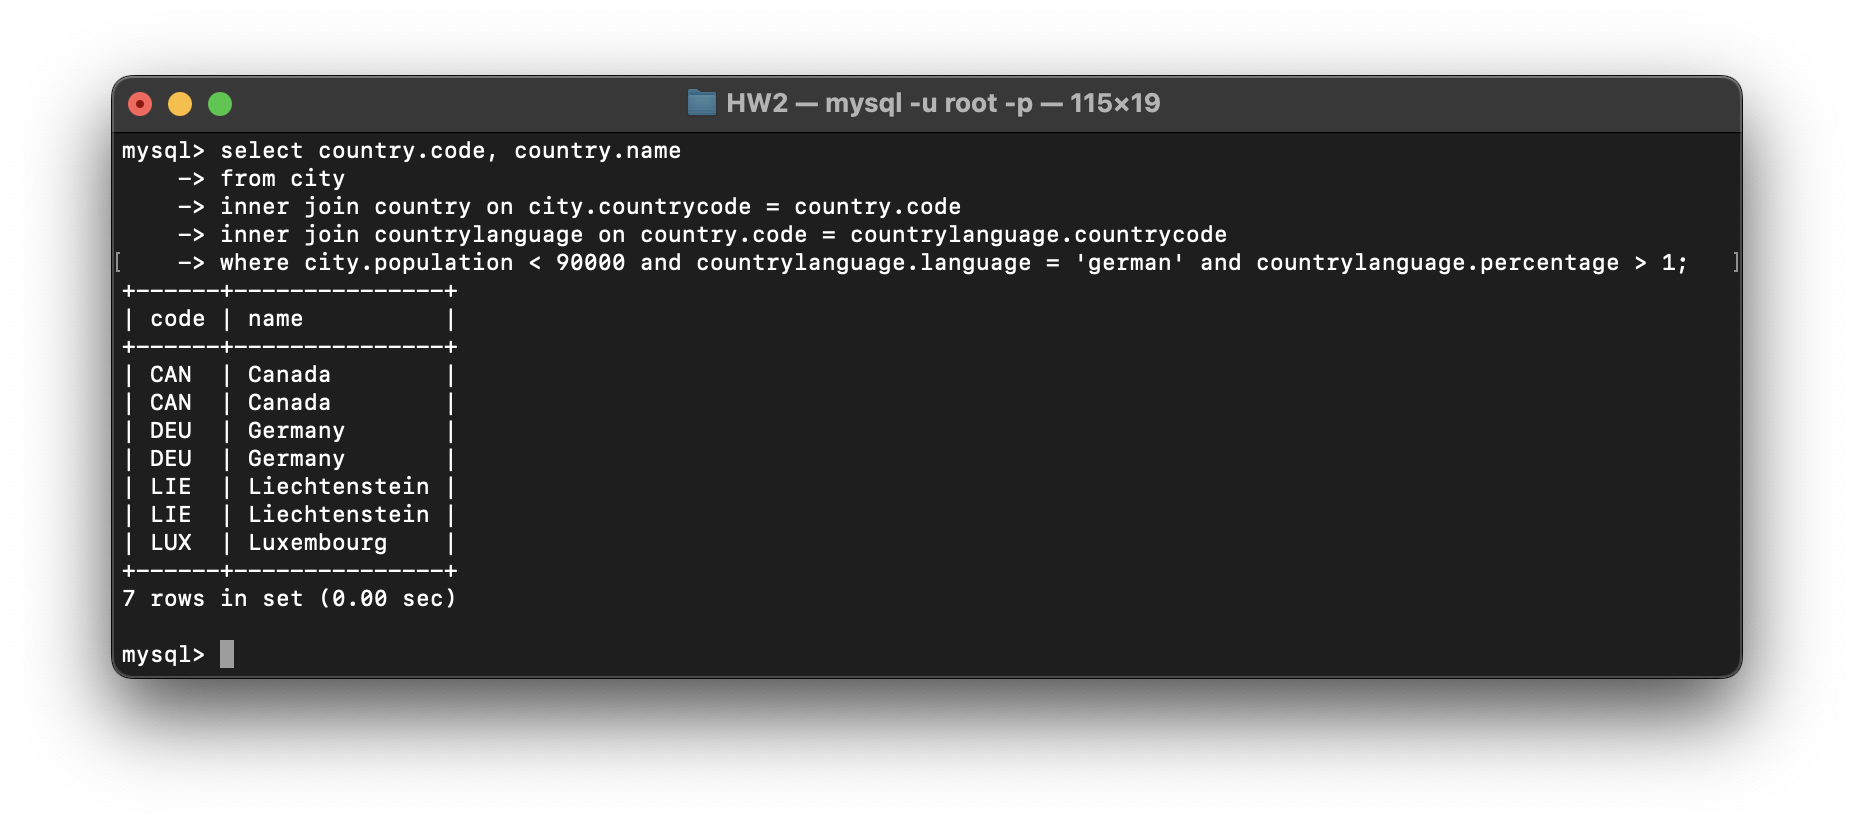 HW2 — mysql -u root -p — 115×19
mysql> select country.code, country.name
    -> from city
    -> inner join country on city.countrycode = country.code
    -> inner join countrylanguage on country.code = countrylanguage.countrycode
[    -> where city.population < 90000 and countrylanguage.language = 'german' and countrylanguage.percentage > 1;   ]
+------+---------------+
| code | name          |
+------+---------------+
| CAN  | Canada        |
| CAN  | Canada        |
| DEU  | Germany       |
| DEU  | Germany       |
| LIE  | Liechtenstein |
| LIE  | Liechtenstein |
| LUX  | Luxembourg    |
+------+---------------+
7 rows in set (0.00 sec)
mysql>